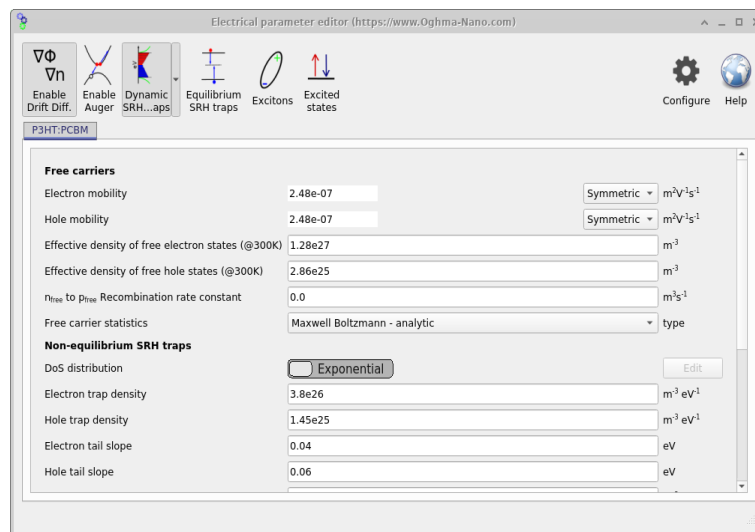 Electrical parameter editor (https://www.Oghma-Nano.com)
∇Φ
∇n
Enable
Drift Diff.
Enable
Auger
Dynamic
SRH...aps
Equilibrium
SRH traps
Excitons
Excited
states
Configure
Help
P3HT:PCBM
Free carriers
Electron mobility 2.48e-07 Symmetric m²V⁻¹s⁻¹
Hole mobility 2.48e-07 Symmetric m²V⁻¹s⁻¹
Effective density of free electron states (@300K) 1.28e27 m⁻³
Effective density of free hole states (@300K) 2.86e25 m⁻³
nfree to pfree Recombination rate constant 0.0 m³s⁻¹
Free carrier statistics Maxwell Boltzmann - analytic type
Non-equilibrium SRH traps
DoS distribution Exponential Edit
Electron trap density 3.8e26 m⁻³ eV⁻¹
Hole trap density 1.45e25 m⁻³ eV⁻¹
Electron tail slope 0.04 eV
Hole tail slope 0.06 eV